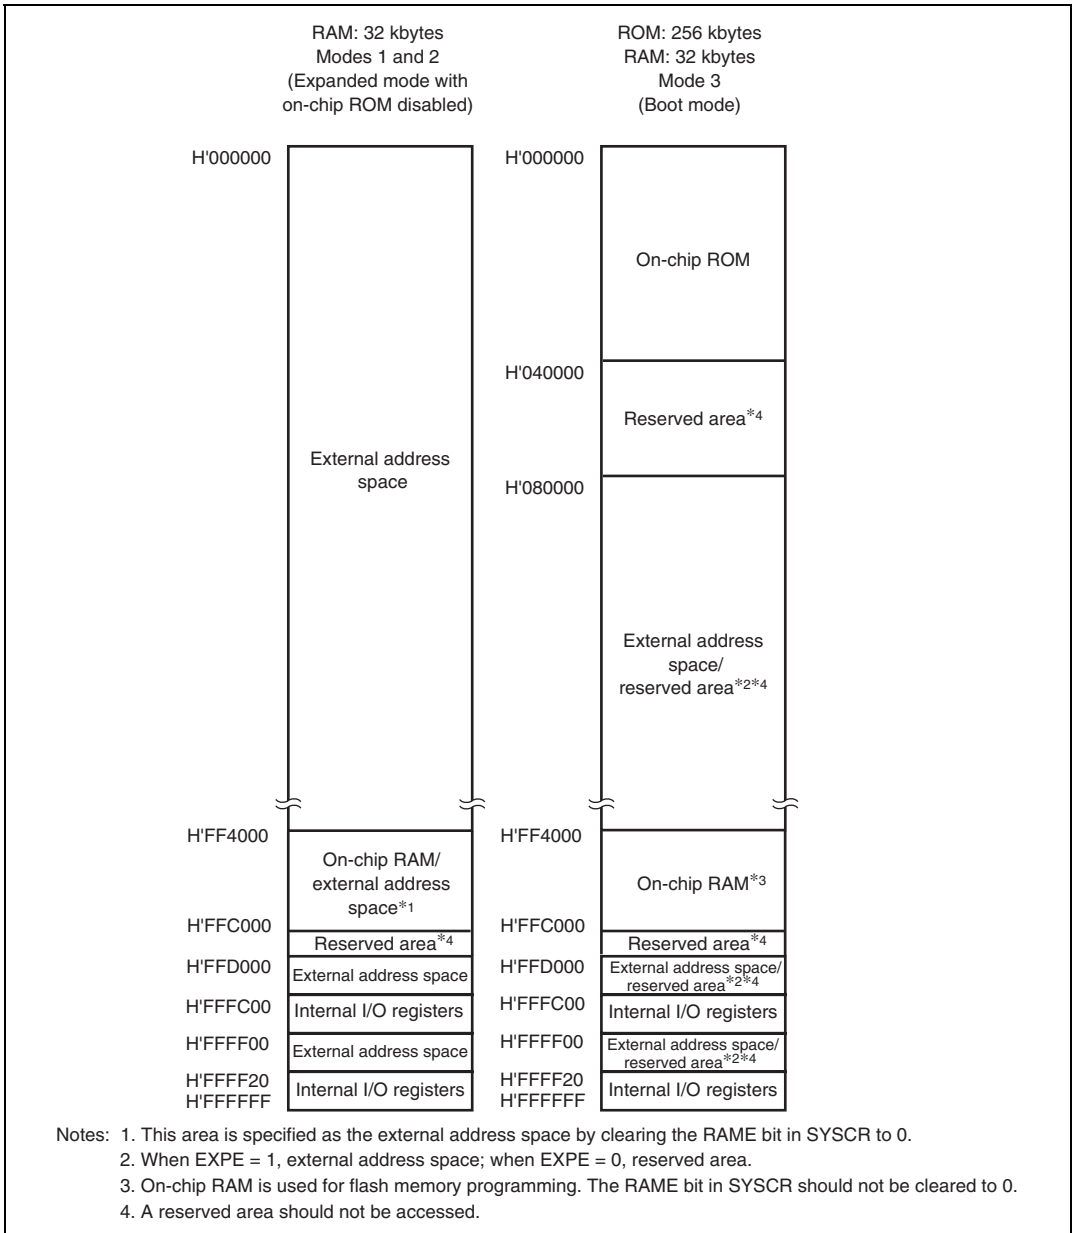 RAM: 32 kbytes
Modes 1 and 2
(Expanded mode with
on-chip ROM disabled)
ROM: 256 kbytes
RAM: 32 kbytes
Mode 3
(Boot mode)
H'000000
External address
space
H'FF4000
On-chip RAM/
external address
space*1
H'FFC000
Reserved area*4
H'FFD000
External address space
H'FFFC00
Internal I/O registers
H'FFFF00
External address space
H'FFFF20
Internal I/O registers
H'FFFFFF
H'000000
On-chip ROM
H'040000
Reserved area*4
H'080000
External address
space/
reserved area*2*4
H'FF4000
On-chip RAM*3
H'FFC000
Reserved area*4
H'FFD000
External address space/
reserved area*2*4
H'FFFC00
Internal I/O registers
H'FFFF00
External address space/
reserved area*2*4
H'FFFF20
Internal I/O registers
H'FFFFFF
Notes: 1. This area is specified as the external address space by clearing the RAME bit in SYSCR to 0.
2. When EXPE = 1, external address space; when EXPE = 0, reserved area.
3. On-chip RAM is used for flash memory programming. The RAME bit in SYSCR should not be cleared to 0.
4. A reserved area should not be accessed.